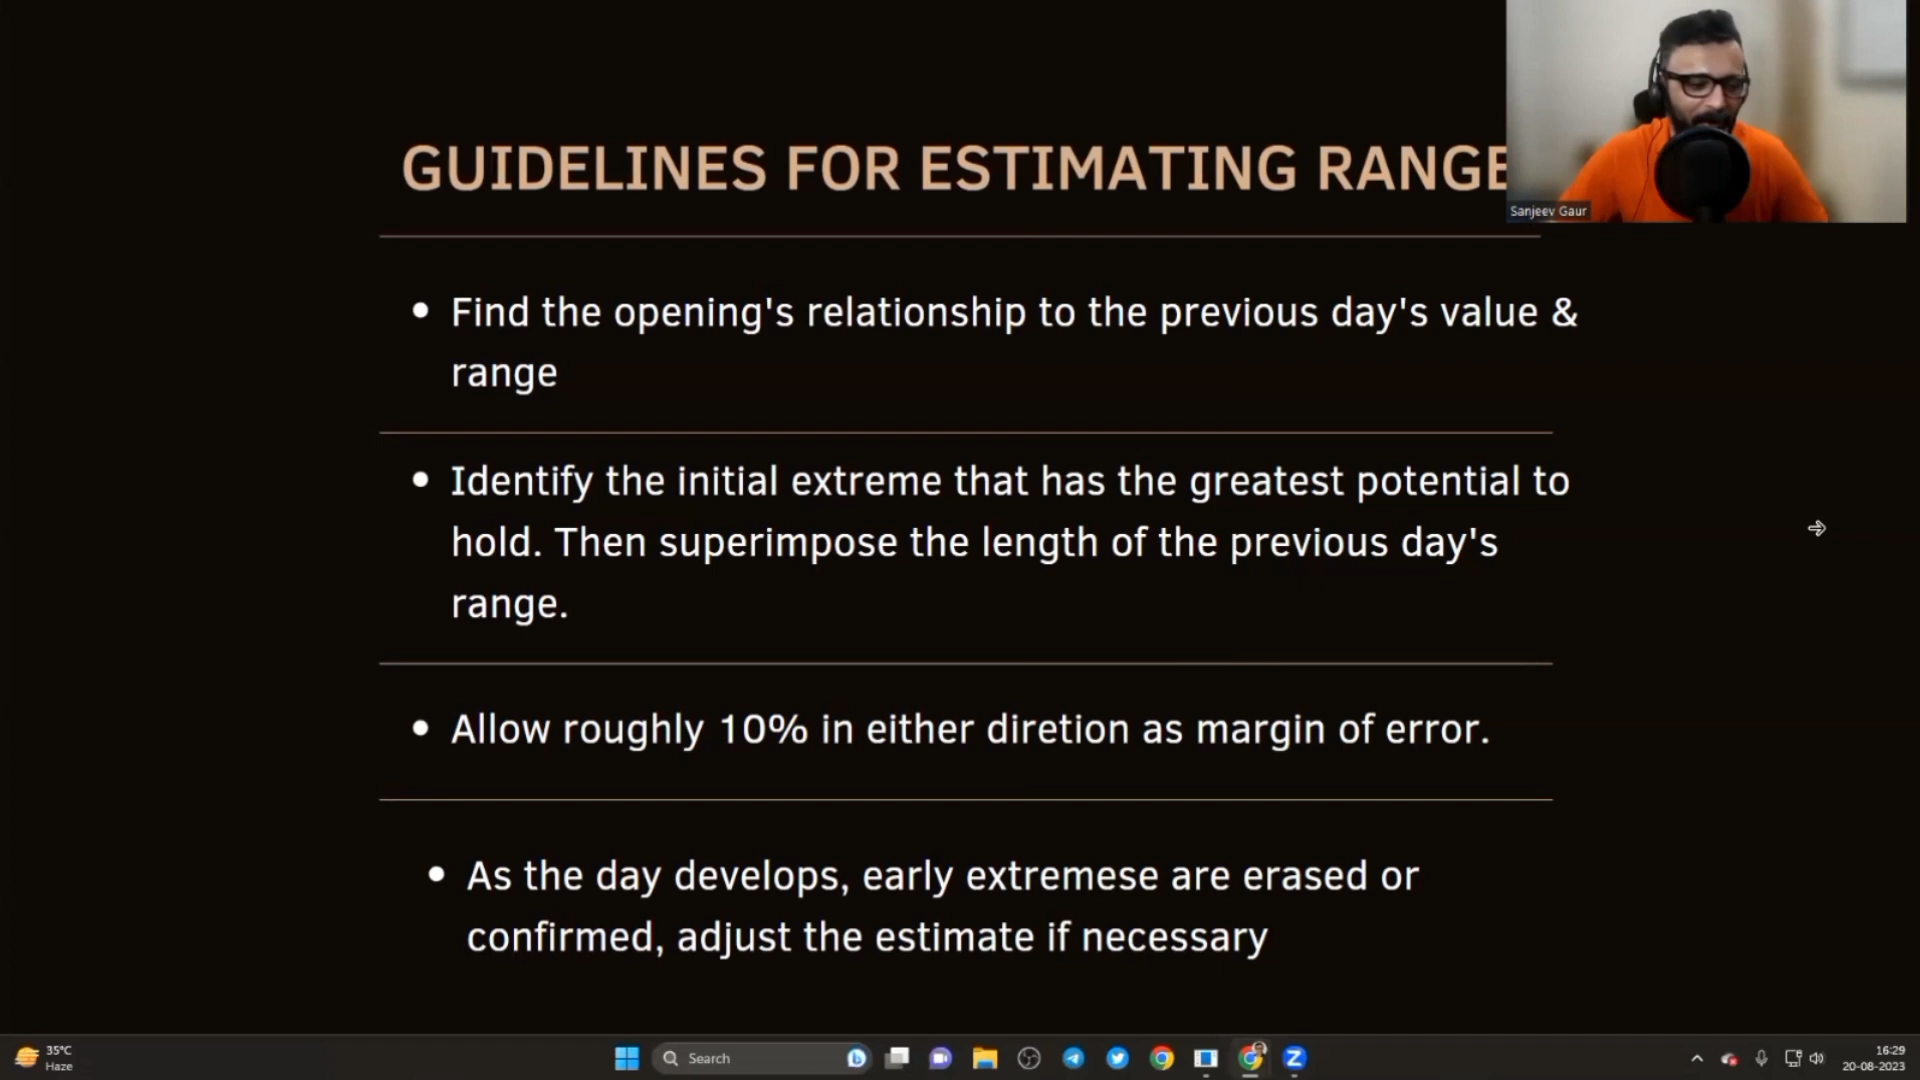 GUIDELINES FOR ESTIMATING RANGE
Sanjeev Gaur
• Find the opening's relationship to the previous day's value &
range
• Identify the initial extreme that has the greatest potential to
hold. Then superimpose the length of the previous day's
range.
• Allow roughly 10% in either diretion as margin of error.
• As the day develops, early extremese are erased or
confirmed, adjust the estimate if necessary
35°C
Haze
Search
16:29
20-08-2023